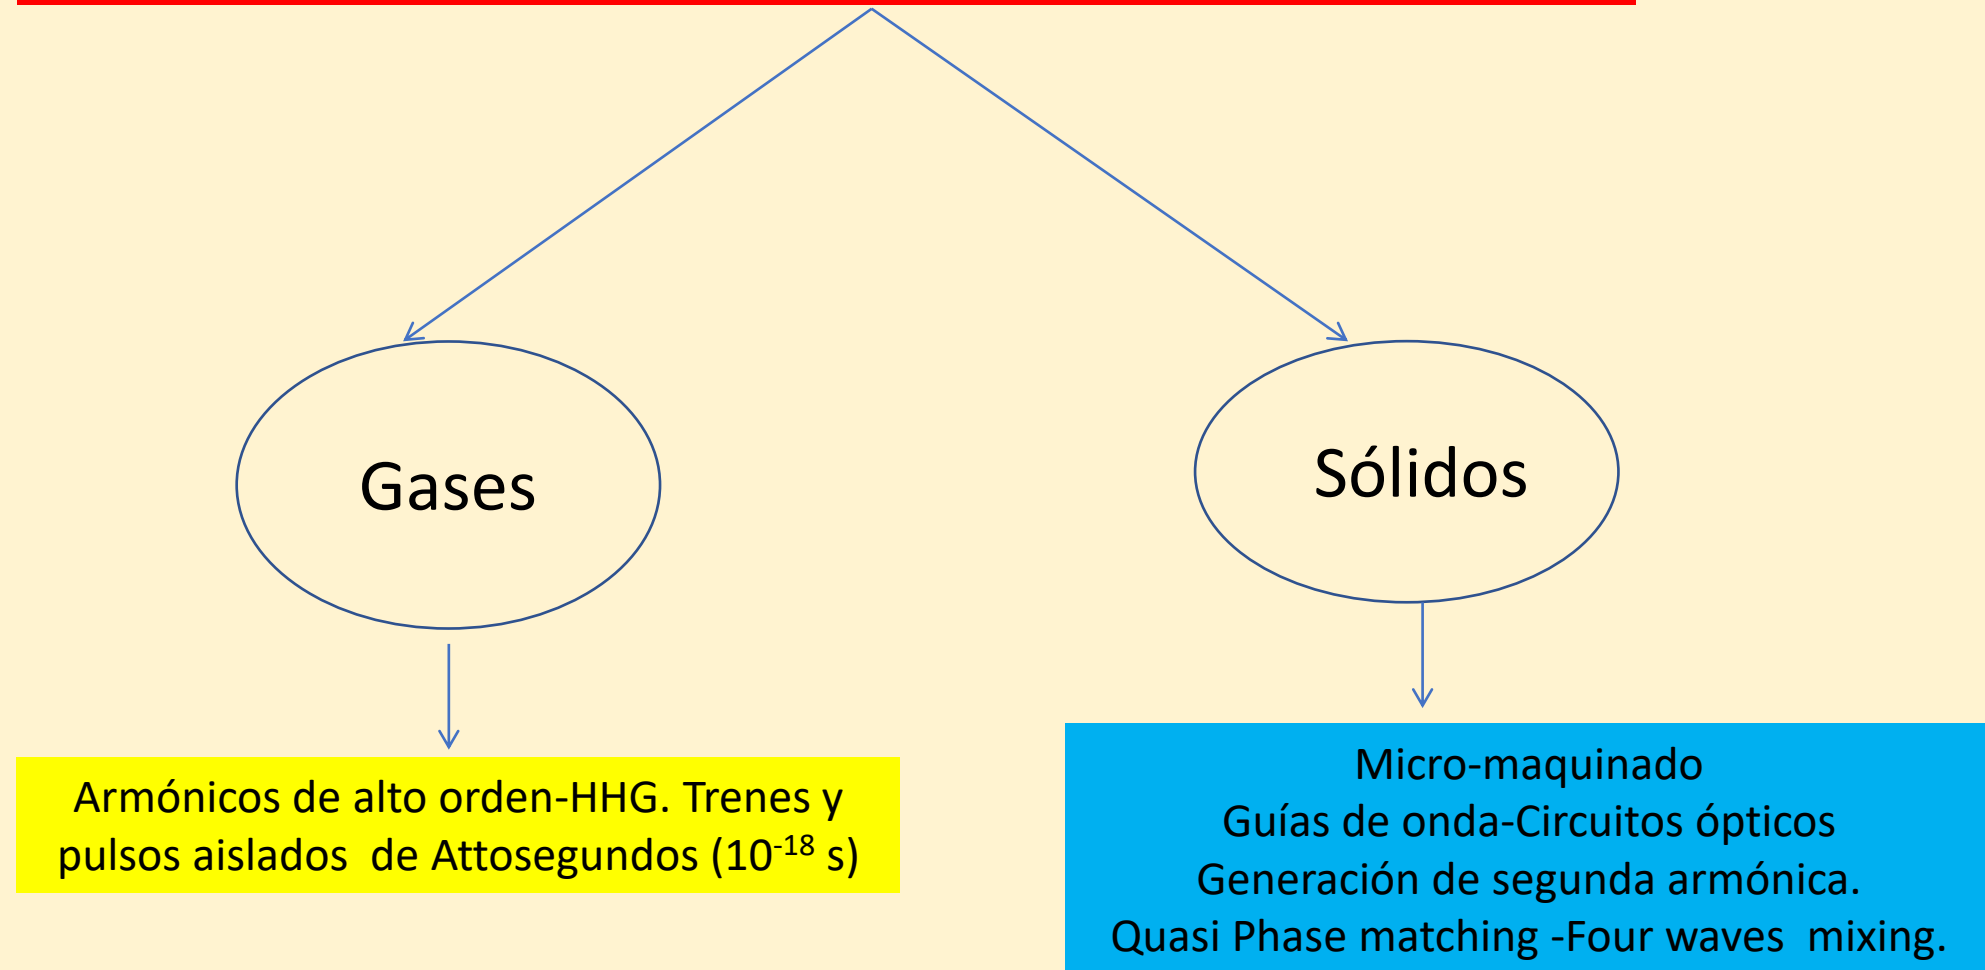 Gases
Sólidos
Armónicos de alto orden-HHG. Trenes y
pulsos aislados de Attosegundos (10⁻¹⁸ s)
Micro-maquinado
Guías de onda-Circuitos ópticos
Generación de segunda armónica.
Quasi Phase matching -Four waves mixing.